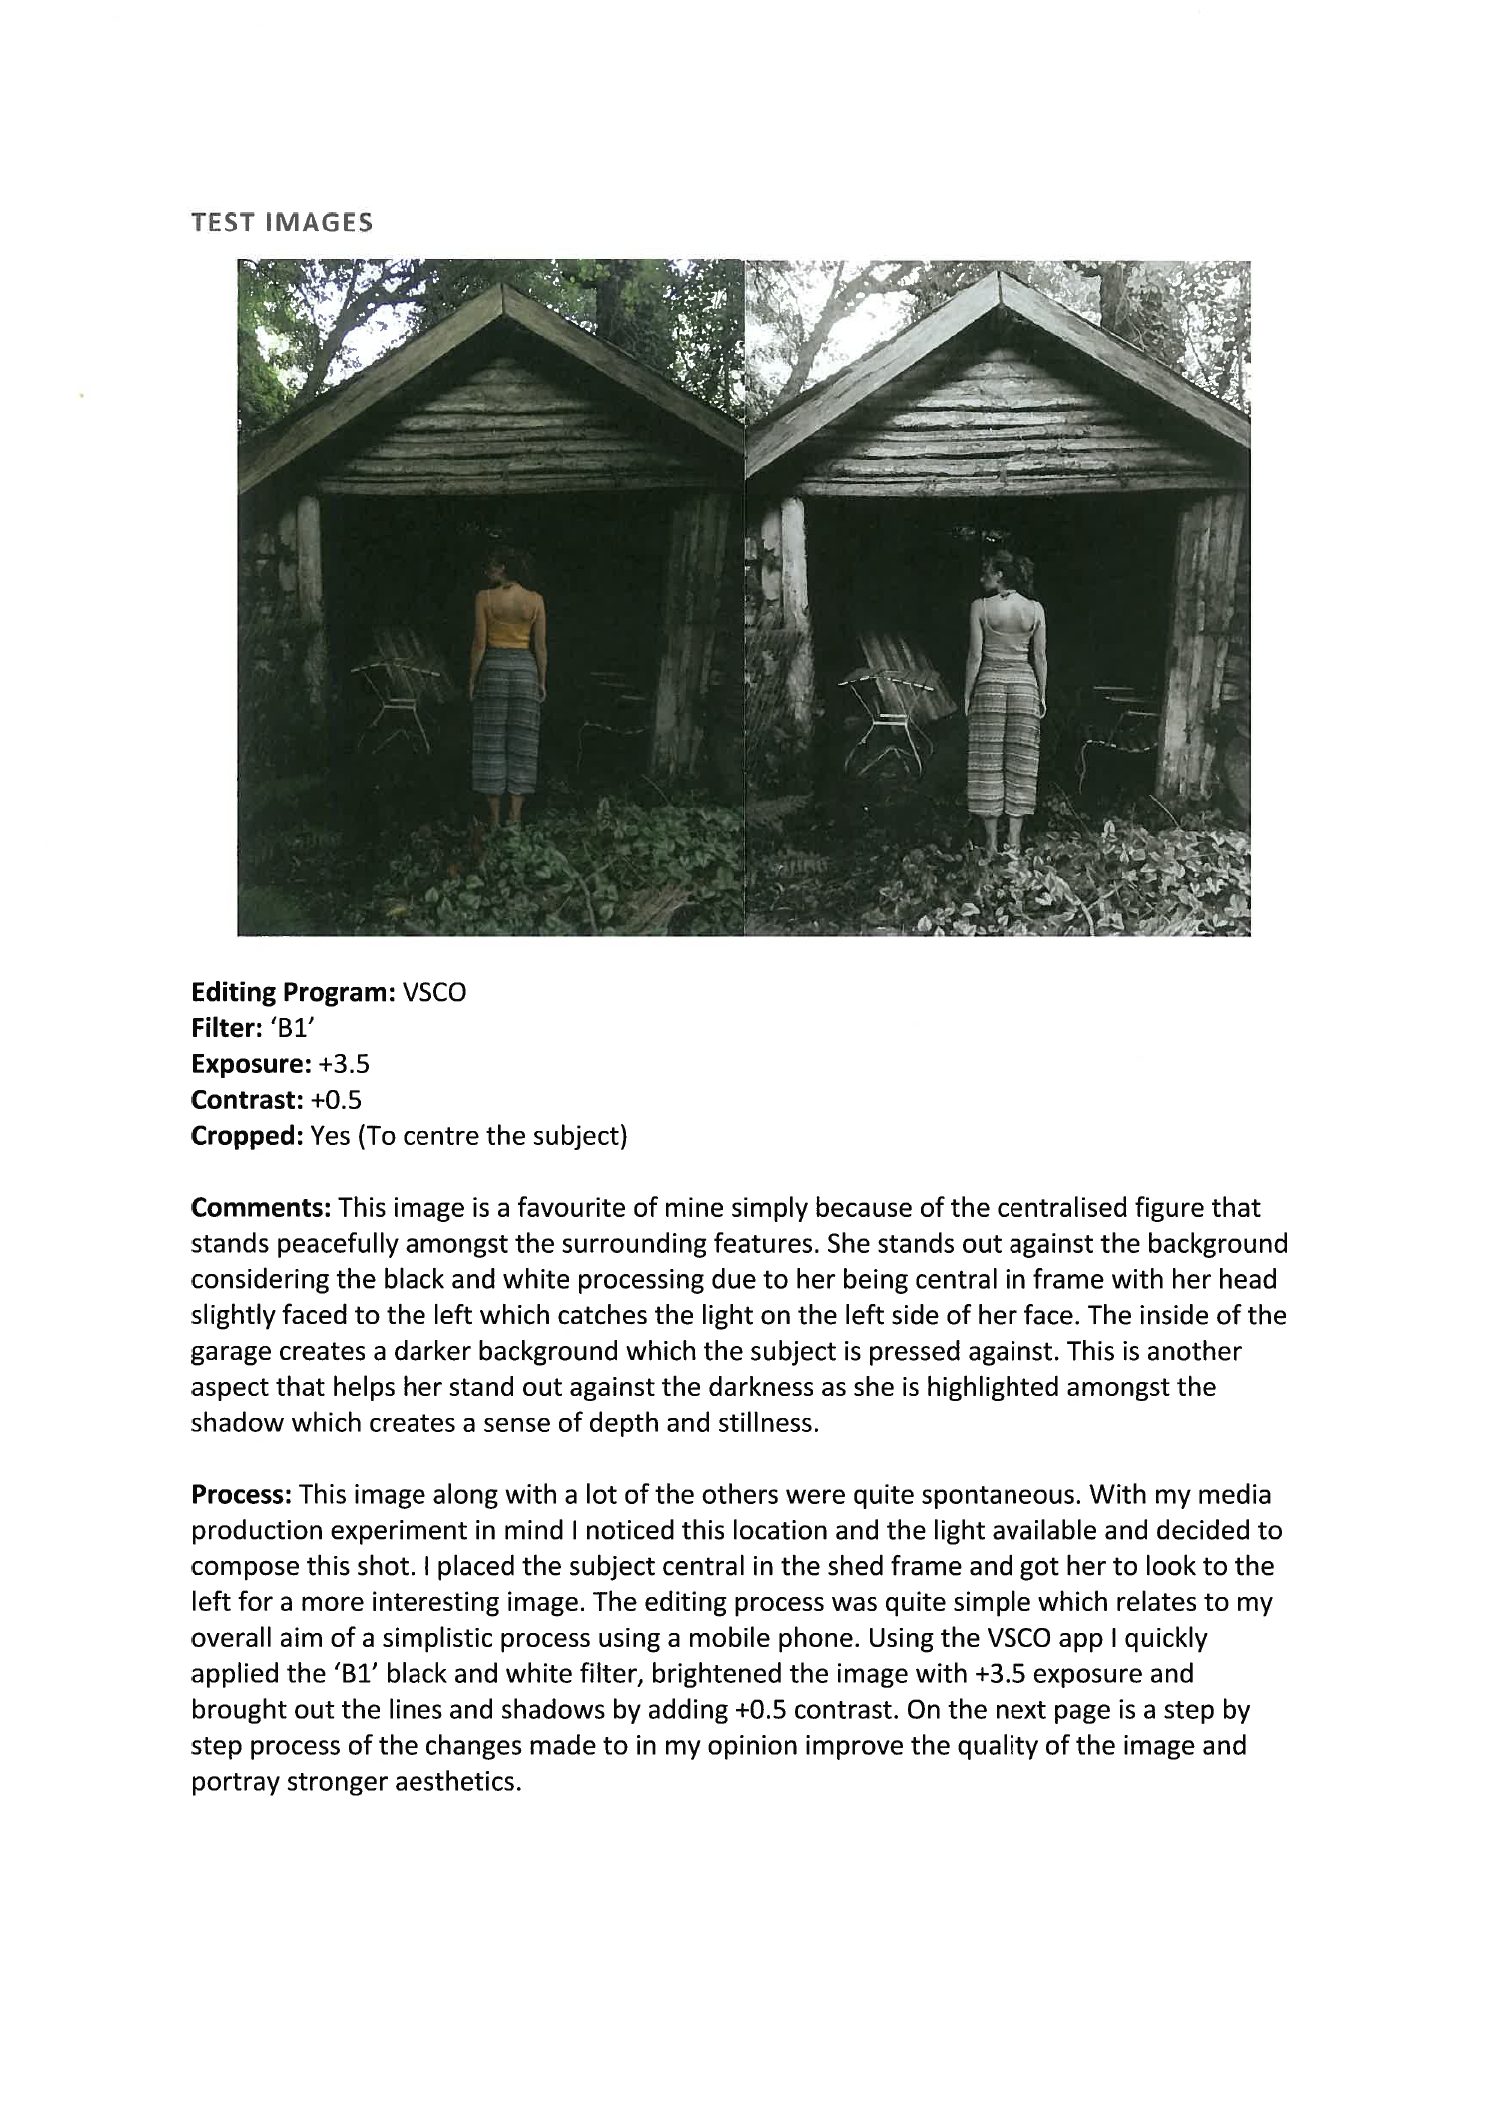 TEST IMAGES
Editing Program: VSCO
Filter: ‘B1’
Exposure: +3.5
Contrast: +0.5
Cropped: Yes (To centre the subject)
Comments: This image is a favourite of mine simply because of the centralised figure that
stands peacefully amongst the surrounding features. She stands out against the background
considering the black and white processing due to her being central in frame with her head
slightly faced to the left which catches the light on the left side of her face. The inside of the
garage creates a darker background which the subject is pressed against. This is another
aspect that helps her stand out against the darkness as she is highlighted amongst the
shadow which creates a sense of depth and stillness.
Process: This image along with a lot of the others were quite spontaneous. With my media
production experiment in mind I noticed this location and the light available and decided to
compose this shot. I placed the subject central in the shed frame and got her to look to the
left for a more interesting image. The editing process was quite simple which relates to my
overall aim of a simplistic process using a mobile phone. Using the VSCO app I quickly
applied the ‘B1’ black and white filter, brightened the image with +3.5 exposure and
brought out the lines and shadows by adding +0.5 contrast. On the next page is a step by
step process of the changes made to in my opinion improve the quality of the image and
portray stronger aesthetics.